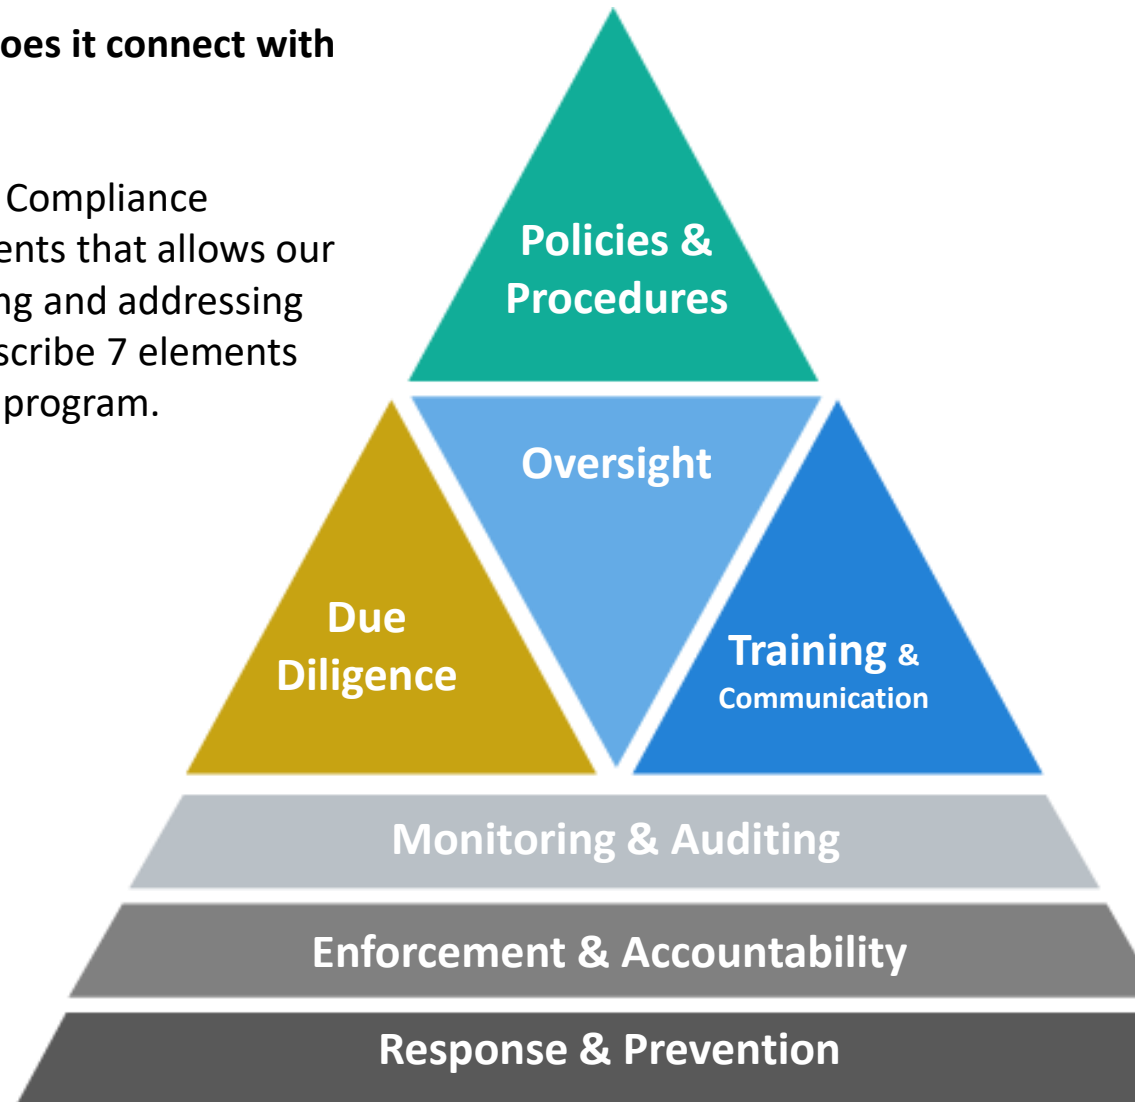 oes it connect with
Compliance
ents that allows our
ng and addressing
scribe 7 elements
program.
Policies &
Procedures
Oversight
Due
Diligence
Training &
Communication
Monitoring & Auditing
Enforcement & Accountability
Response & Prevention